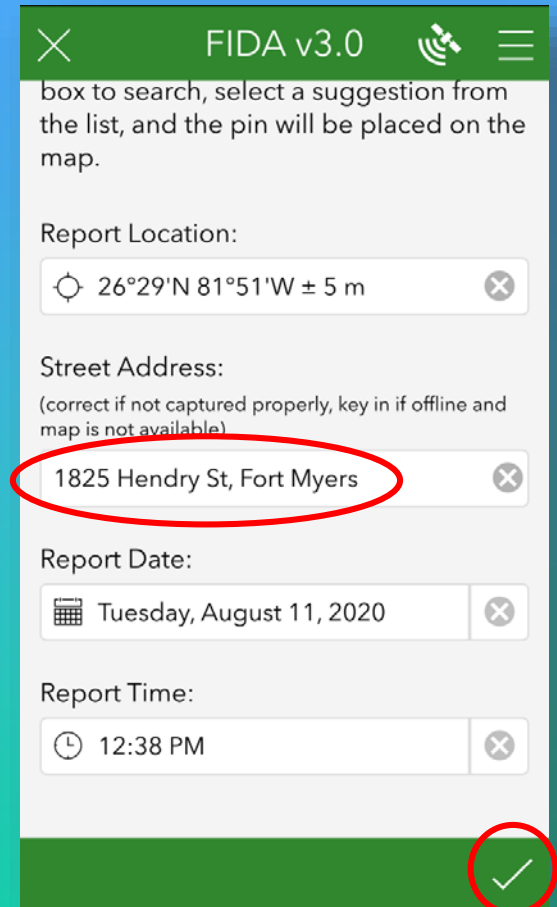 FIDA v3.0
box to search, select a suggestion from
the list, and the pin will be placed on the
map.
Report Location:
26°29'N 81°51'W ± 5 m
Street Address:
(correct if not captured properly, key in if offline and
map is not available)
1825 Hendry St, Fort Myers
Report Date:
Tuesday, August 11, 2020
Report Time:
12:38 PM